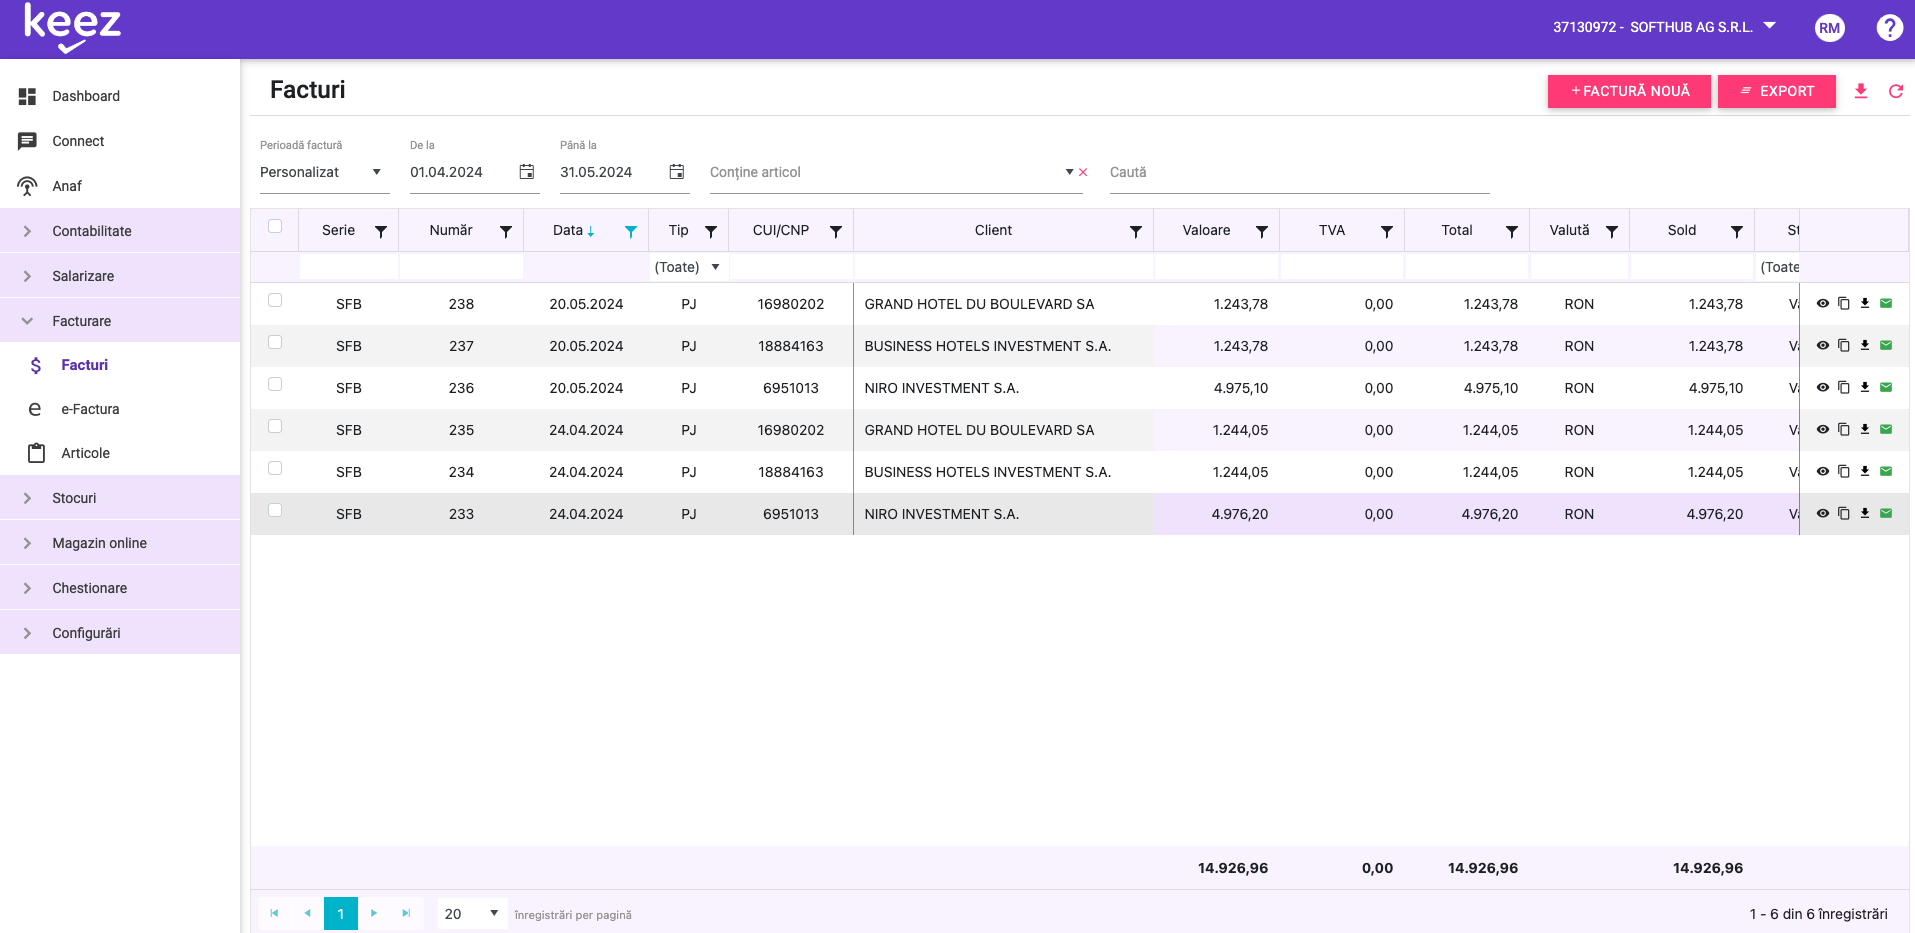 keez
37130972 - SOFTHUB AG S.R.L.
RM
?
Dashboard
Connect
Anaf
Contabilitate
Salarizare
Facturare
$ Facturi
e e-Factura
Articole
Stocuri
Magazin online
Chestionare
Configurări
Facturi
+FACTURĂ NOUĂ
EXPORT
Perioadă factură De la Până la
Personalizat 01.04.2024 31.05.2024 Conține articol Caută
Serie Număr Data Tip CUI/CNP Client Valoare TVA Total Valută Sold St
(Toate) (Toate
SFB 238 20.05.2024 PJ 16980202 GRAND HOTEL DU BOULEVARD SA 1.243,78 0,00 1.243,78 RON 1.243,78 Va
SFB 237 20.05.2024 PJ 18884163 BUSINESS HOTELS INVESTMENT S.A. 1.243,78 0,00 1.243,78 RON 1.243,78 Va
SFB 236 20.05.2024 PJ 6951013 NIRO INVESTMENT S.A. 4.975,10 0,00 4.975,10 RON 4.975,10 Va
SFB 235 24.04.2024 PJ 16980202 GRAND HOTEL DU BOULEVARD SA 1.244,05 0,00 1.244,05 RON 1.244,05 Va
SFB 234 24.04.2024 PJ 18884163 BUSINESS HOTELS INVESTMENT S.A. 1.244,05 0,00 1.244,05 RON 1.244,05 Va
SFB 233 24.04.2024 PJ 6951013 NIRO INVESTMENT S.A. 4.976,20 0,00 4.976,20 RON 4.976,20 Va
14.926,96 0,00 14.926,96 14.926,96
1 20 înregistrări per pagină 1 - 6 din 6 înregistrări